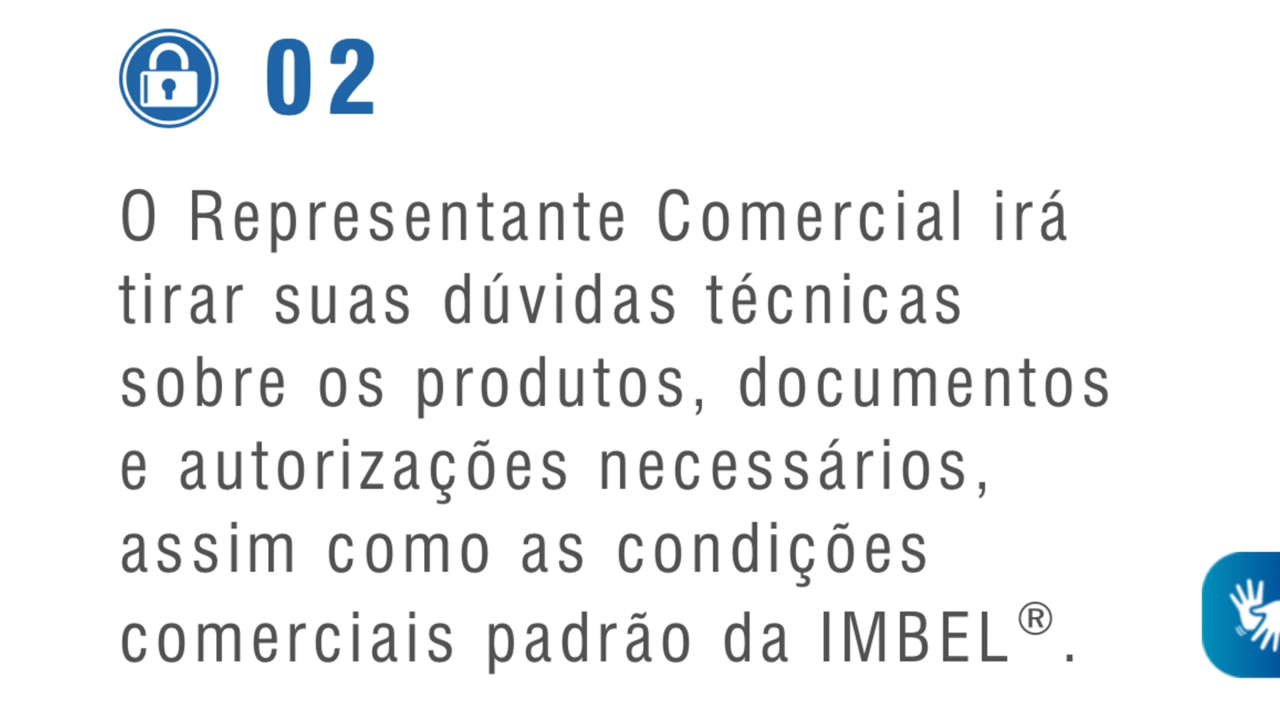 02
O Representante Comercial irá
tirar suas dúvidas técnicas
sobre os produtos, documentos
e autorizações necessários,
assim como as condições
comerciais padrão da IMBEL®.